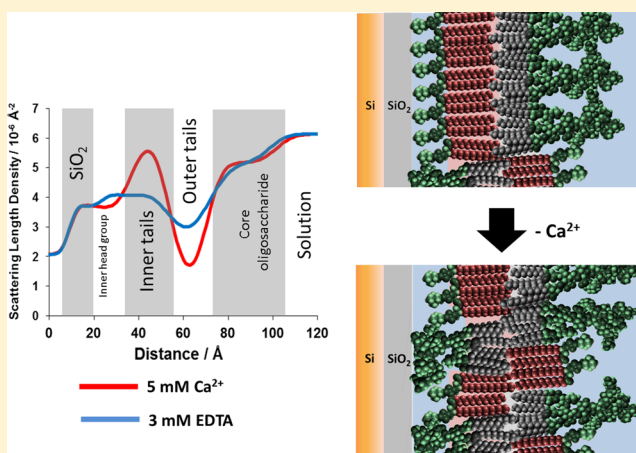 Scattering Length Density / 10⁻⁶ Å⁻²
7
6
5
4
3
2
1
0
SiO₂
Inner head group
Inner tails
Outer tails
Core
oligosaccharide
Solution
0 20 40 60 80 100 120
Distance / Å
5 mM Ca²⁺
3 mM EDTA
Si SiO₂
- Ca²⁺
Si SiO₂